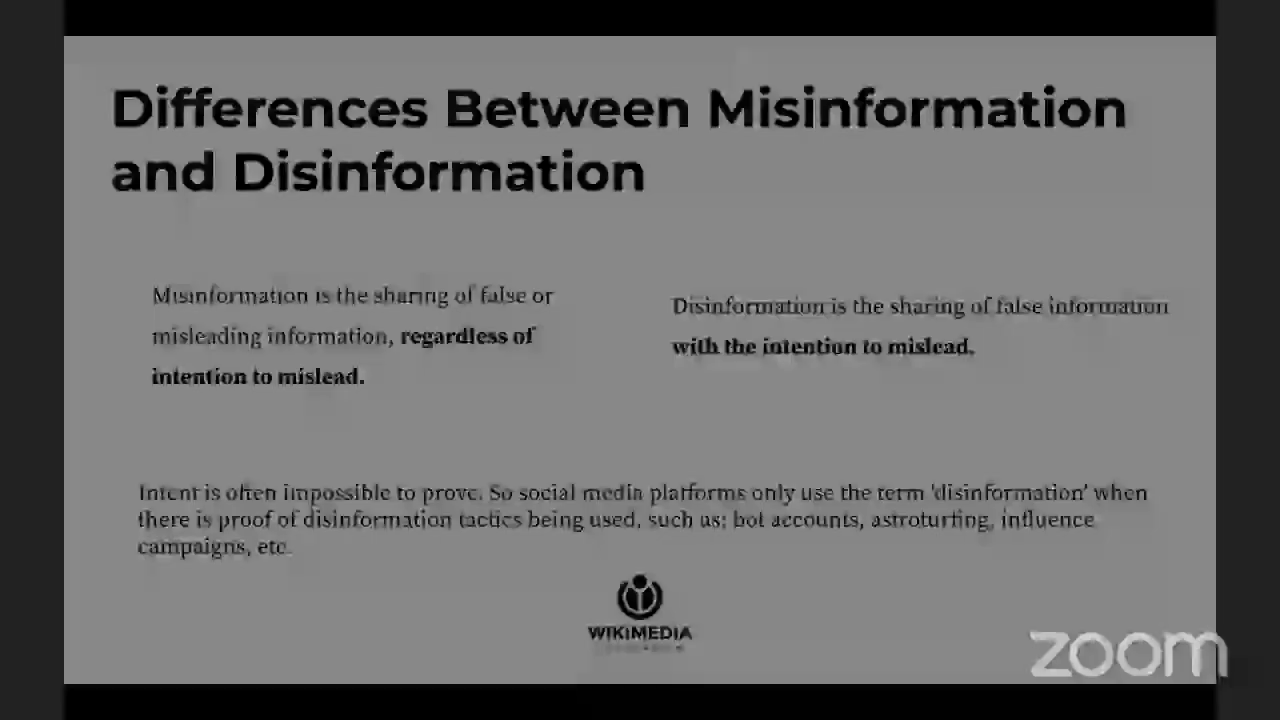 Differences Between Misinformation
and Disinformation
Misinformation is the sharing of false or
misleading information, regardless of
intention to mislead.
Disinformation is the sharing of false information
with the intention to mislead.
Intent is often impossible to prove. So social media platforms only use the term 'disinformation' when
there is proof of disinformation tactics being used, such as: bot accounts, astroturfing, influence
campaigns, etc.
WIKIMEDIA
zoom